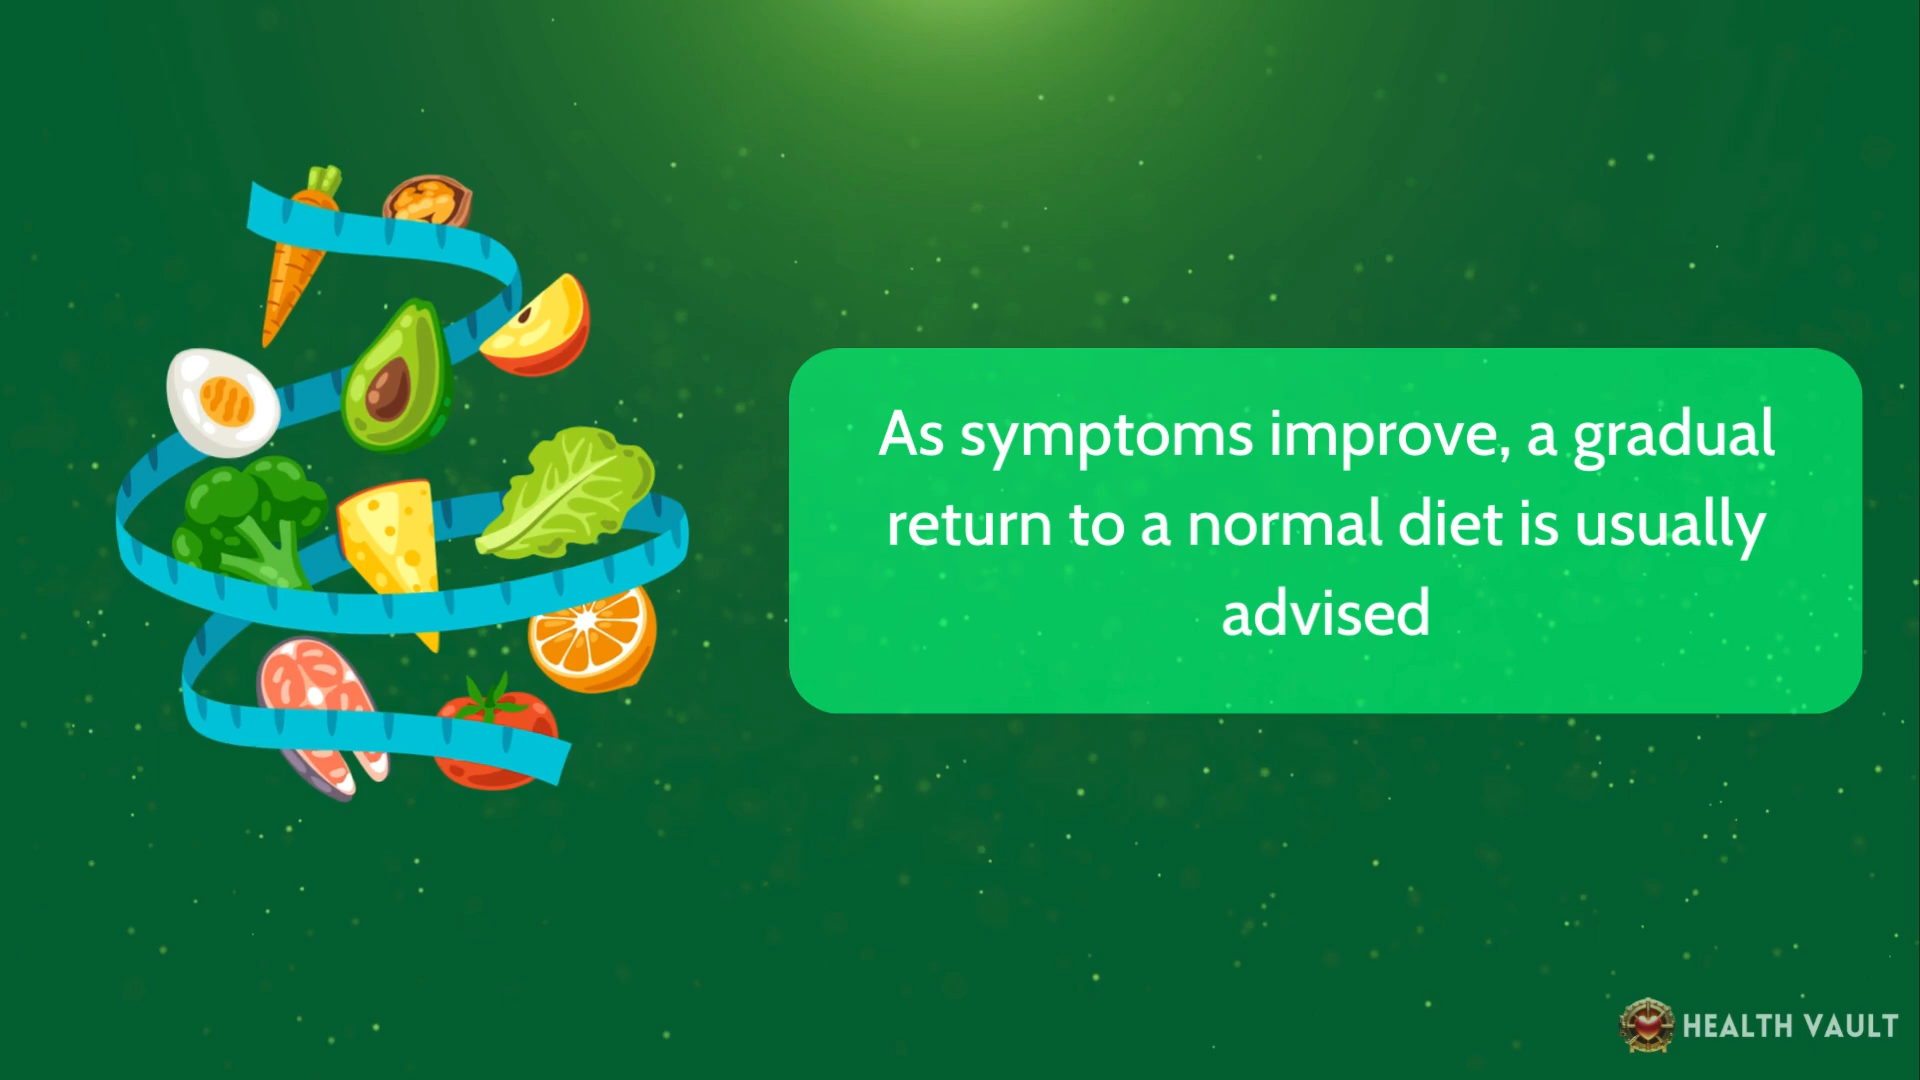 As symptoms improve, a gradual
return to a normal diet is usually
advised
HEALTH VAULT